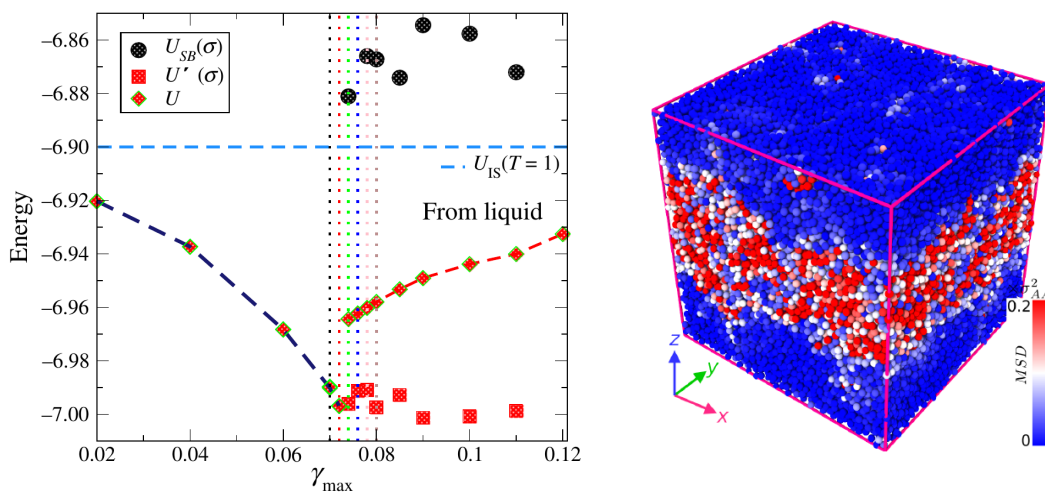 −6.86
−6.88
−6.90
−6.92
−6.94
−6.96
−6.98
−7.00
Energy
U_SB(σ)
U′ (σ)
U
U_IS(T = 1)
From liquid
0.02 0.04 0.06 0.08 0.10 0.12
γ_max
z
y
x
0.2
MSD
0